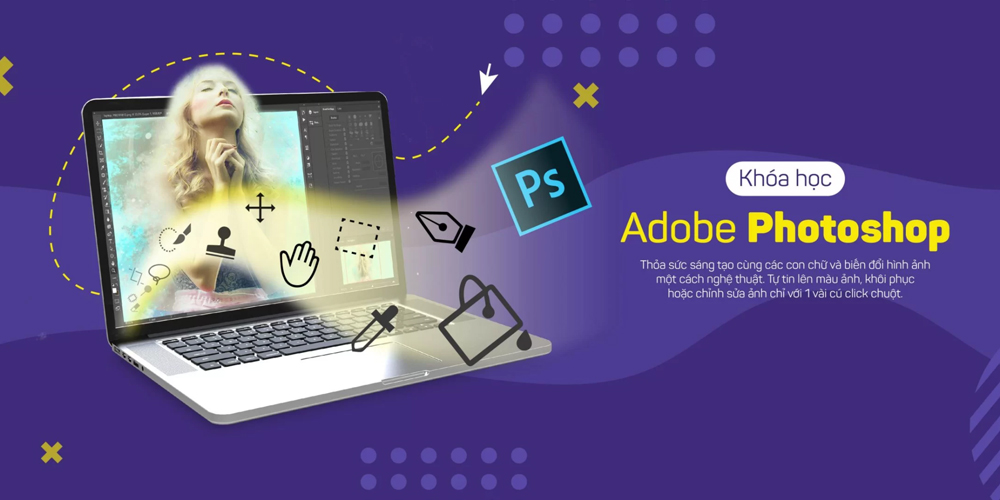 Ps
Khóa học
Adobe Photoshop
Thỏa sức sáng tạo cùng các con chữ và biến đổi hình ảnh
một cách nghệ thuật. Tự tin lên màu ảnh, khôi phục
hoặc chỉnh sửa ảnh chỉ với 1 vài cú click chuột.